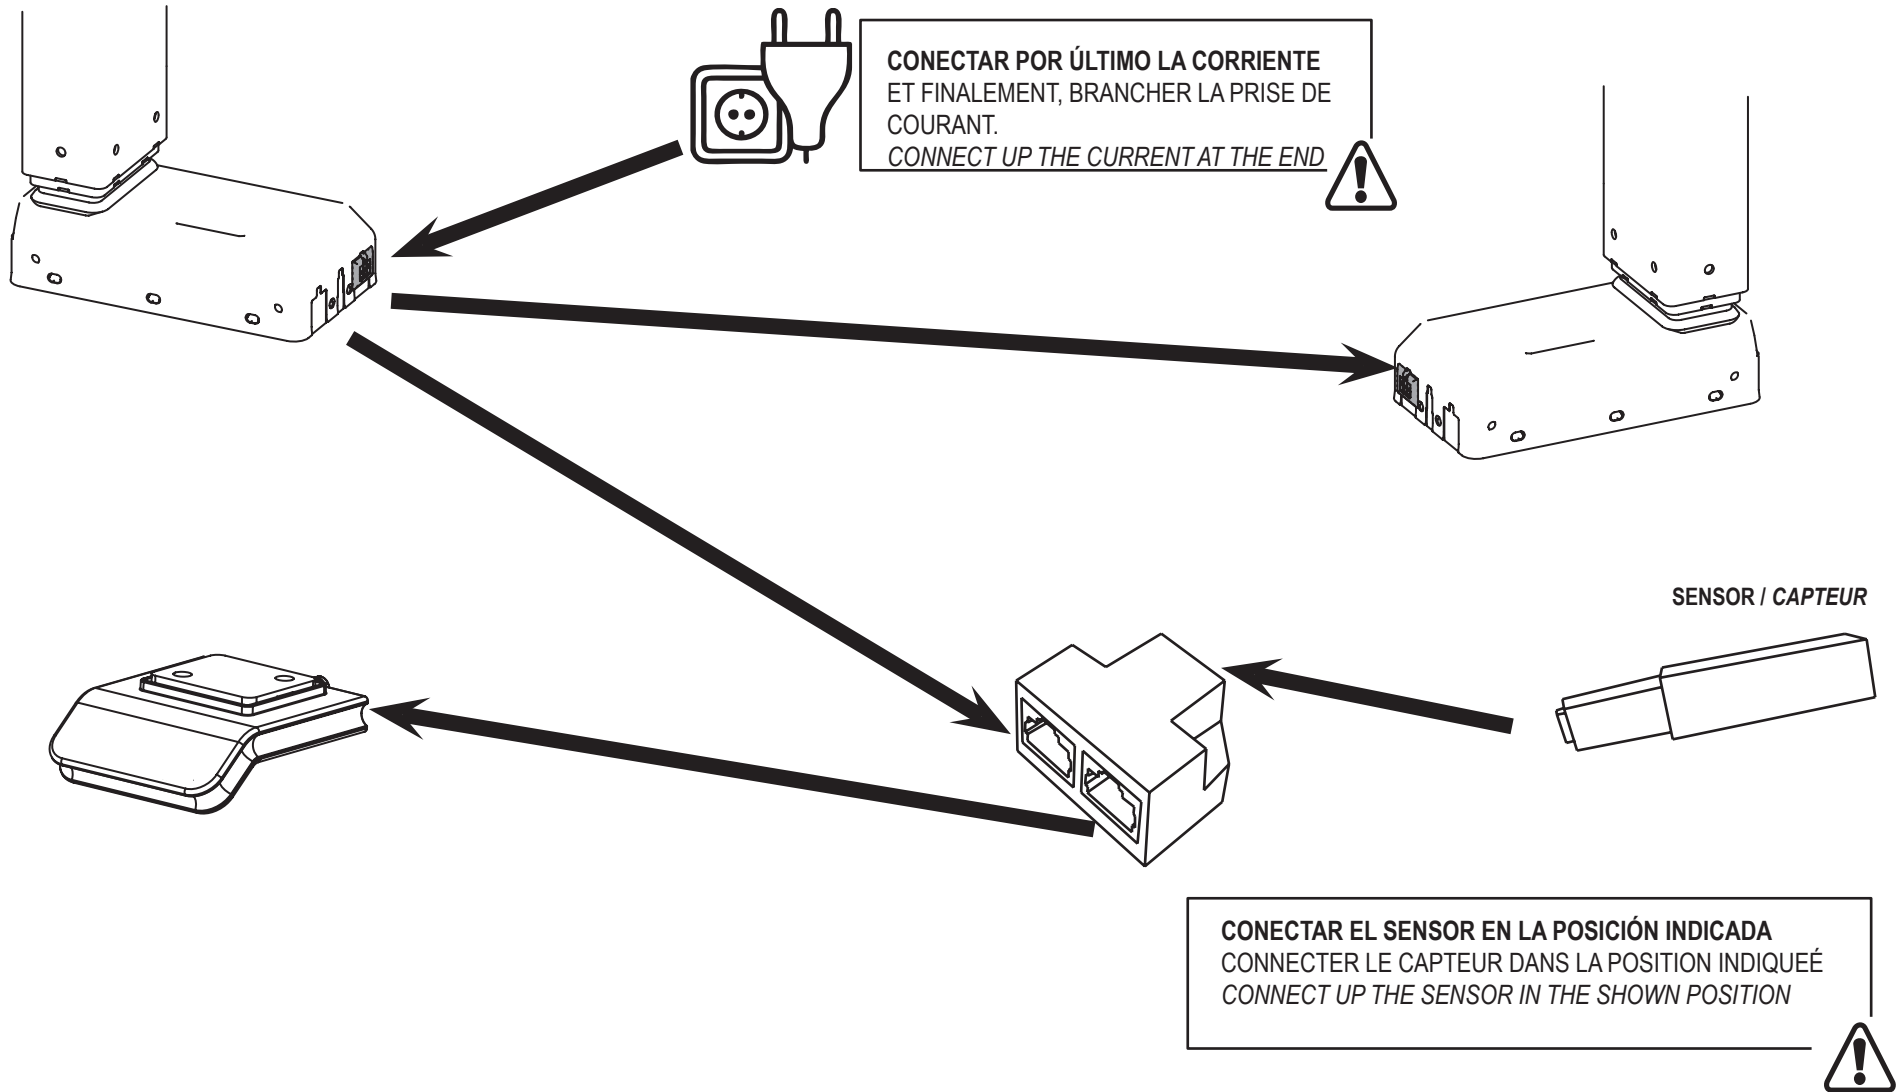 CONECTAR POR ÚLTIMO LA CORRIENTE
ET FINALEMENT, BRANCHER LA PRISE DE
COURANT.
CONNECT UP THE CURRENT AT THE END
SENSOR / CAPTEUR
CONECTAR EL SENSOR EN LA POSICIÓN INDICADA
CONNECTER LE CAPTEUR DANS LA POSITION INDIQUEÉ
CONNECT UP THE SENSOR IN THE SHOWN POSITION